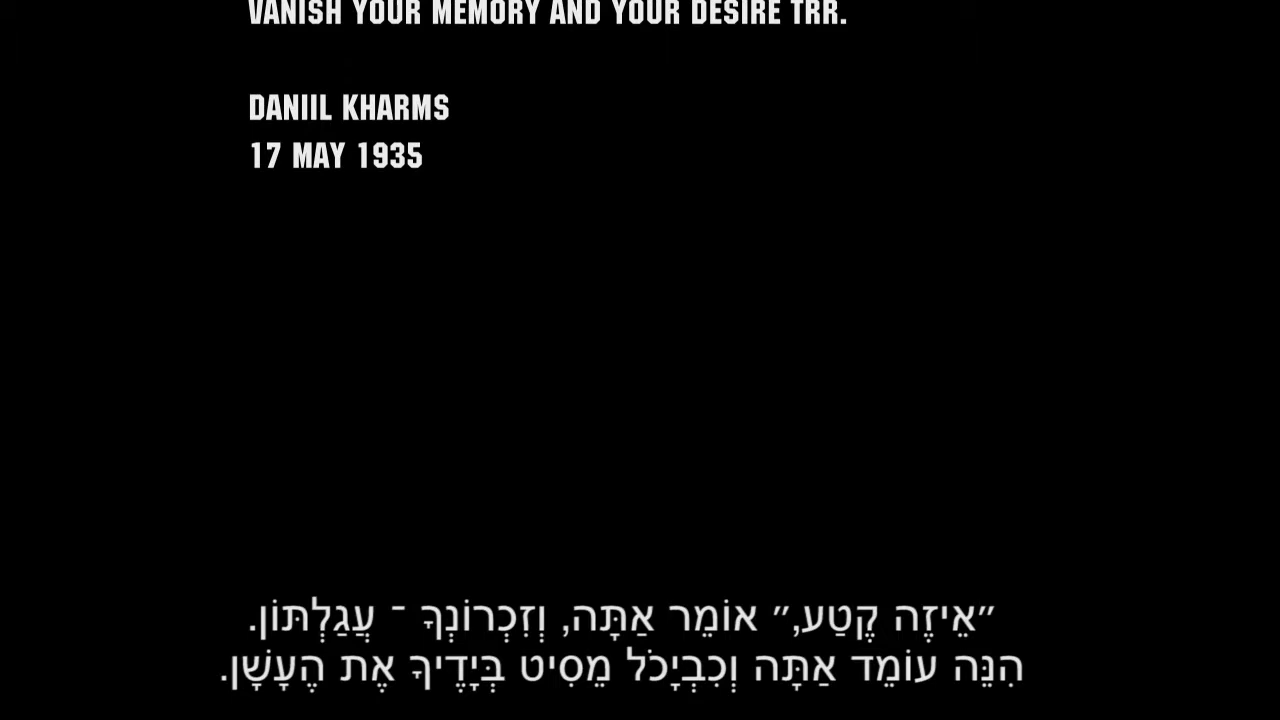 VANISH YOUR MEMORY AND YOUR DESIRE TRR.
DANIIL KHARMS
17 MAY 1935
״אֵיזֶה קֶטַע,״ אוֹמֵר אַתָּה, וְזִכְרוֹנְךָ - עֲגַלְתּוֹן.
הִנֵּה עוֹמֵד אַתָּה וְכִבְיָכֹל מֵסִיט בְּיָדֶיךָ אֶת הֶעָשָׁן.